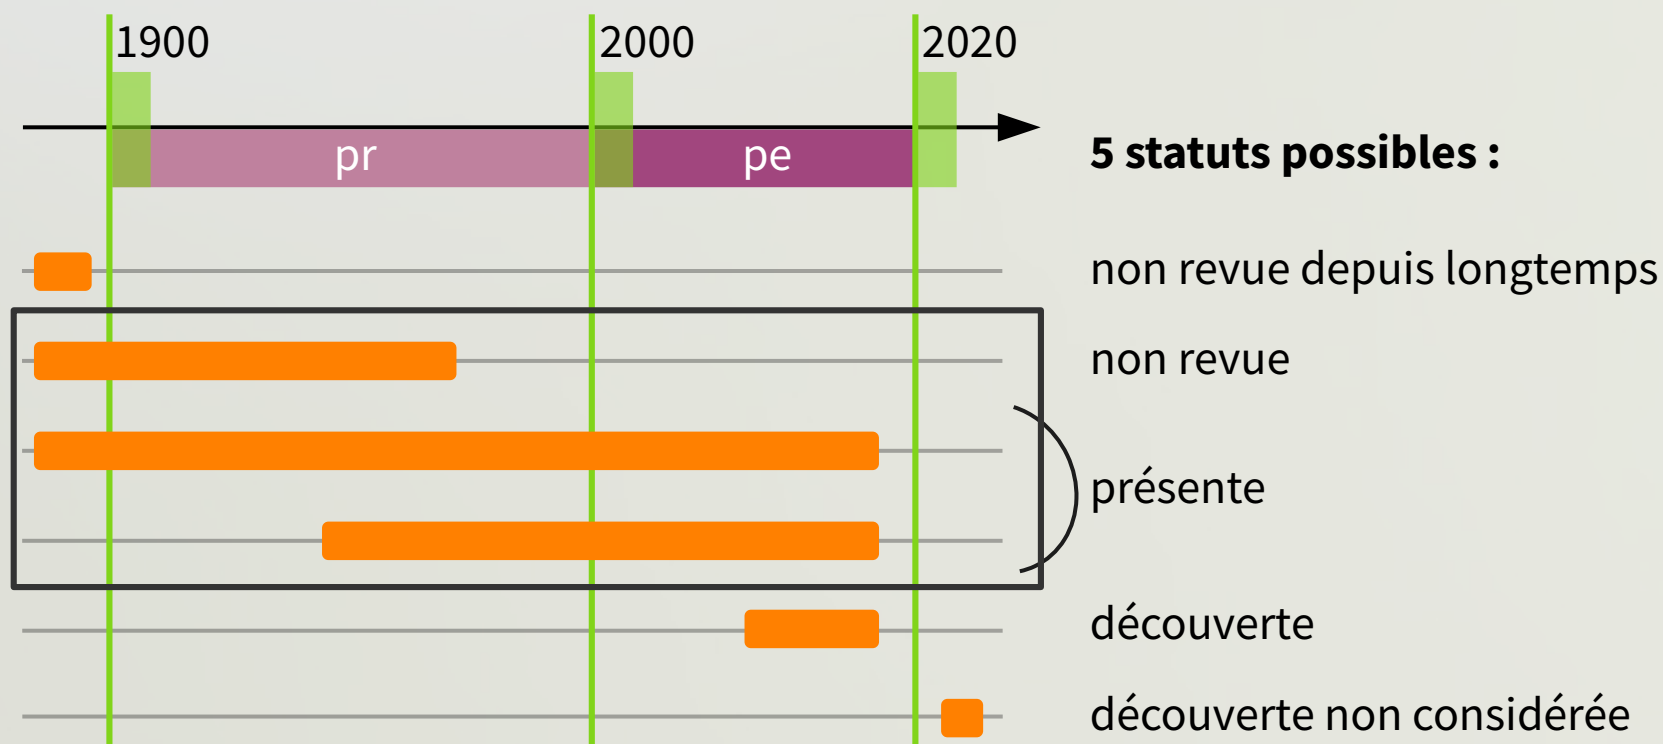 1900
2000
2020
pr
pe
5 statuts possibles :
non revue depuis longtemps
non revue
présente
découverte
découverte non considérée